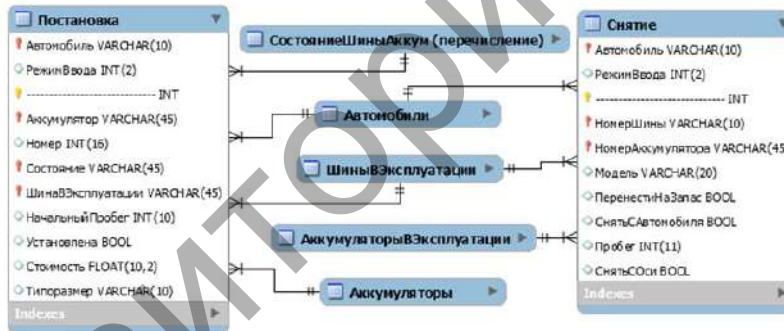 Постановка
Автомобиль VARCHAR(10)
РежимВвода INT(2)
---------------------------- INT
Аккумулятор VARCHAR(45)
Номер INT(16)
Состояние VARCHAR(45)
ШинаВЭксплуатации VARCHAR(45)
НачальныйПробег INT(10)
Установлена BOOL
Стоимость FLOAT(10,2)
Типоразмер VARCHAR(10)
Indexes
СостояниеШиныАккум (перечисление)
Автомобили
ШиныВЭксплуатации
АккумуляторыВЭксплуатации
Аккумуляторы
Снятие
Автомобиль VARCHAR(10)
РежимВвода INT(2)
---------------------------- INT
НомерШины VARCHAR(10)
НомерАккумулятора VARCHAR(45
Модель VARCHAR(20)
ПеренестиНаЗапас BOOL
СнятьСАвтомобиля BOOL
Пробег INT(11)
СнятьСОси BOOL
Indexes